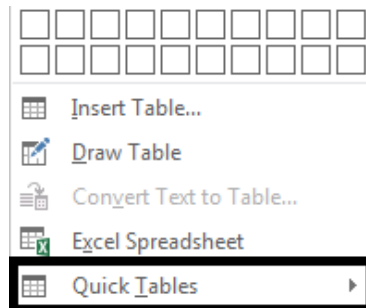 Insert Table...
Draw Table
Convert Text to Table...
Excel Spreadsheet
Quick Tables